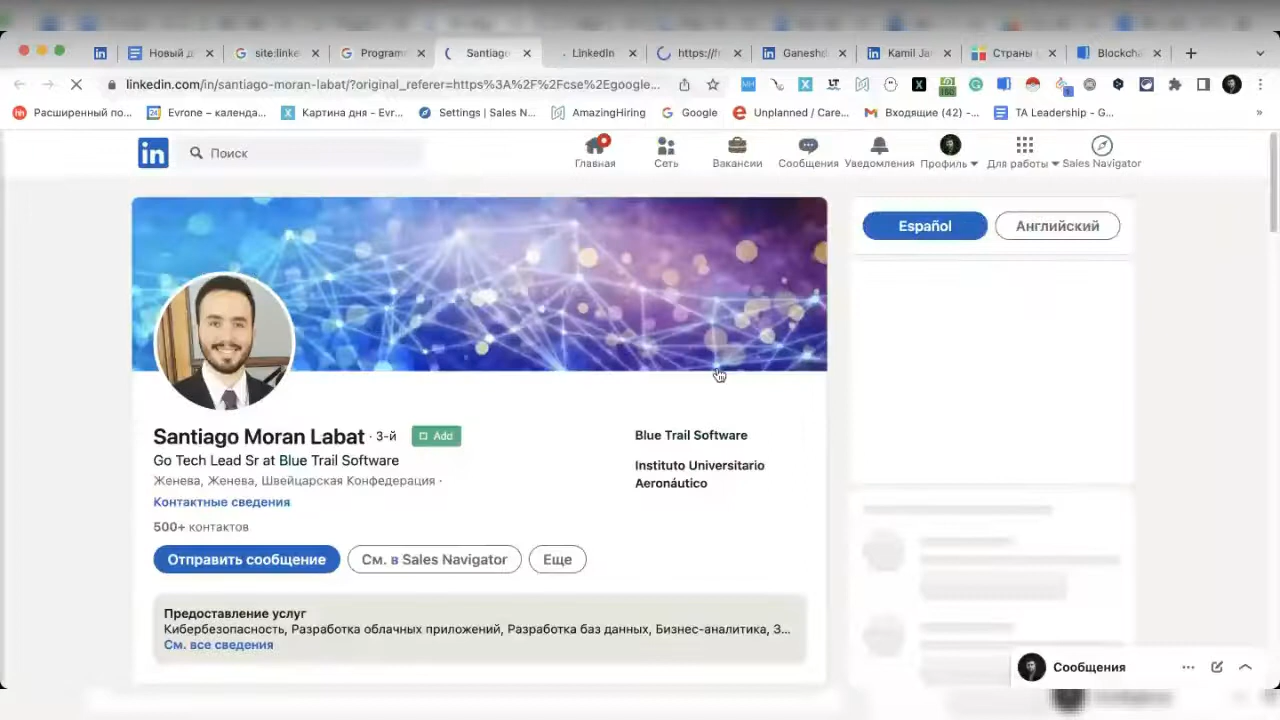 Новый д
site:linke
Programm
Santiago
LinkedIn
https://fr
Ganeshd
Kamil Ja
Страны (
Blockcha
linkedin.com/in/santiago-moran-labat/?original_referer=https%3A%2F%2Fcse%2Egoogle...
Расширенный по...
Evrone – календа...
Картина дня - Evr...
Settings | Sales N...
AmazingHiring
Google
Unplanned / Care...
Входящие (42) -...
TA Leadership - G...
»
in
Поиск
Главная
Сеть
Вакансии
Сообщения
Уведомления
Профиль
Для работы
Sales Navigator
Español
Английский
Santiago Moran Labat · 3-й
Add
Go Tech Lead Sr at Blue Trail Software
Женева, Женева, Швейцарская Конфедерация ·
Контактные сведения
500+ контактов
Blue Trail Software
Instituto Universitario
Aeronáutico
Отправить сообщение
См. в Sales Navigator
Еще
Предоставление услуг
Кибербезопасность, Разработка облачных приложений, Разработка баз данных, Бизнес-аналитика, З...
См. все сведения
Сообщения